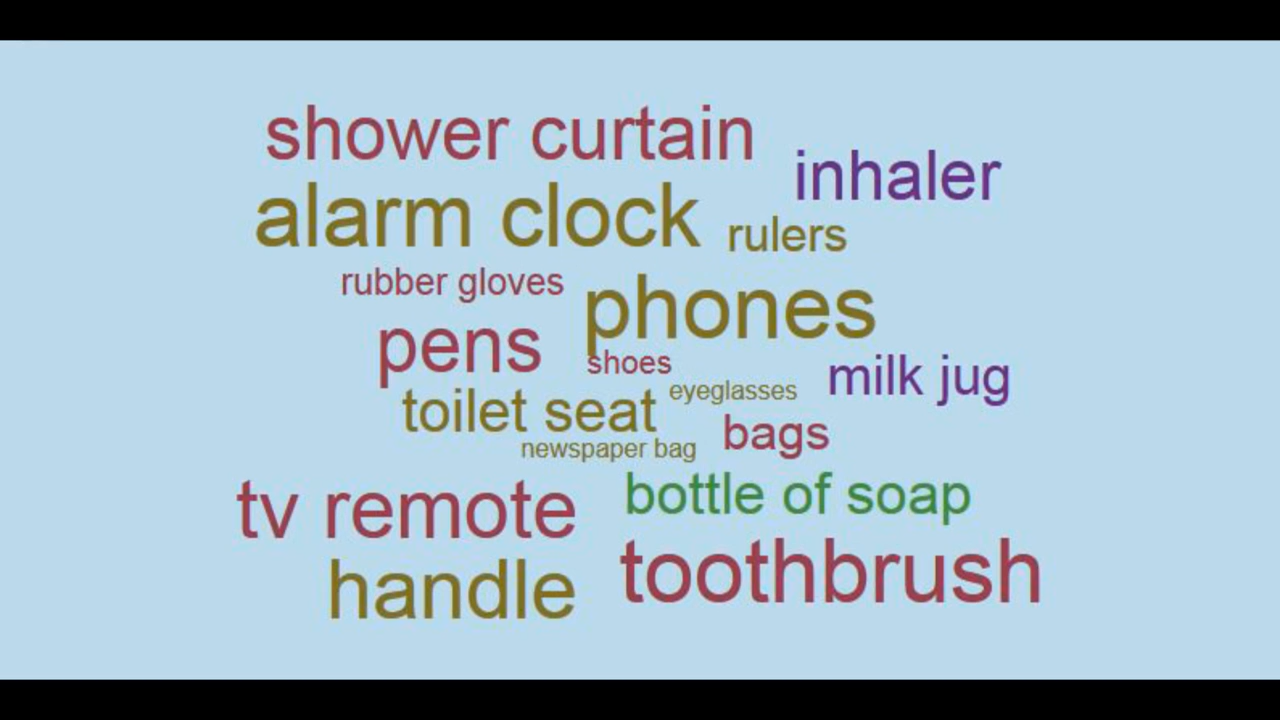 shower curtain
inhaler
alarm clock
rulers
rubber gloves
phones
pens
shoes
milk jug
eyeglasses
toilet seat
bags
newspaper bag
tv remote
bottle of soap
toothbrush
handle